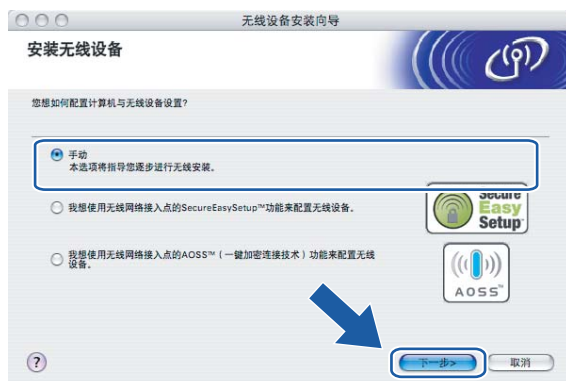 无线设备安装向导
安装无线设备
您想如何配置计算机与无线设备设置?
手动
本选项将指导您逐步进行无线安装。
我想使用无线网络接入点的SecureEasySetup™功能来配置无线设备。
Secure
Easy
Setup
我想使用无线网络接入点的AOSS™（一键加密连接技术）功能来配置无线
设备。
AOSS™
?
下一步>
取消